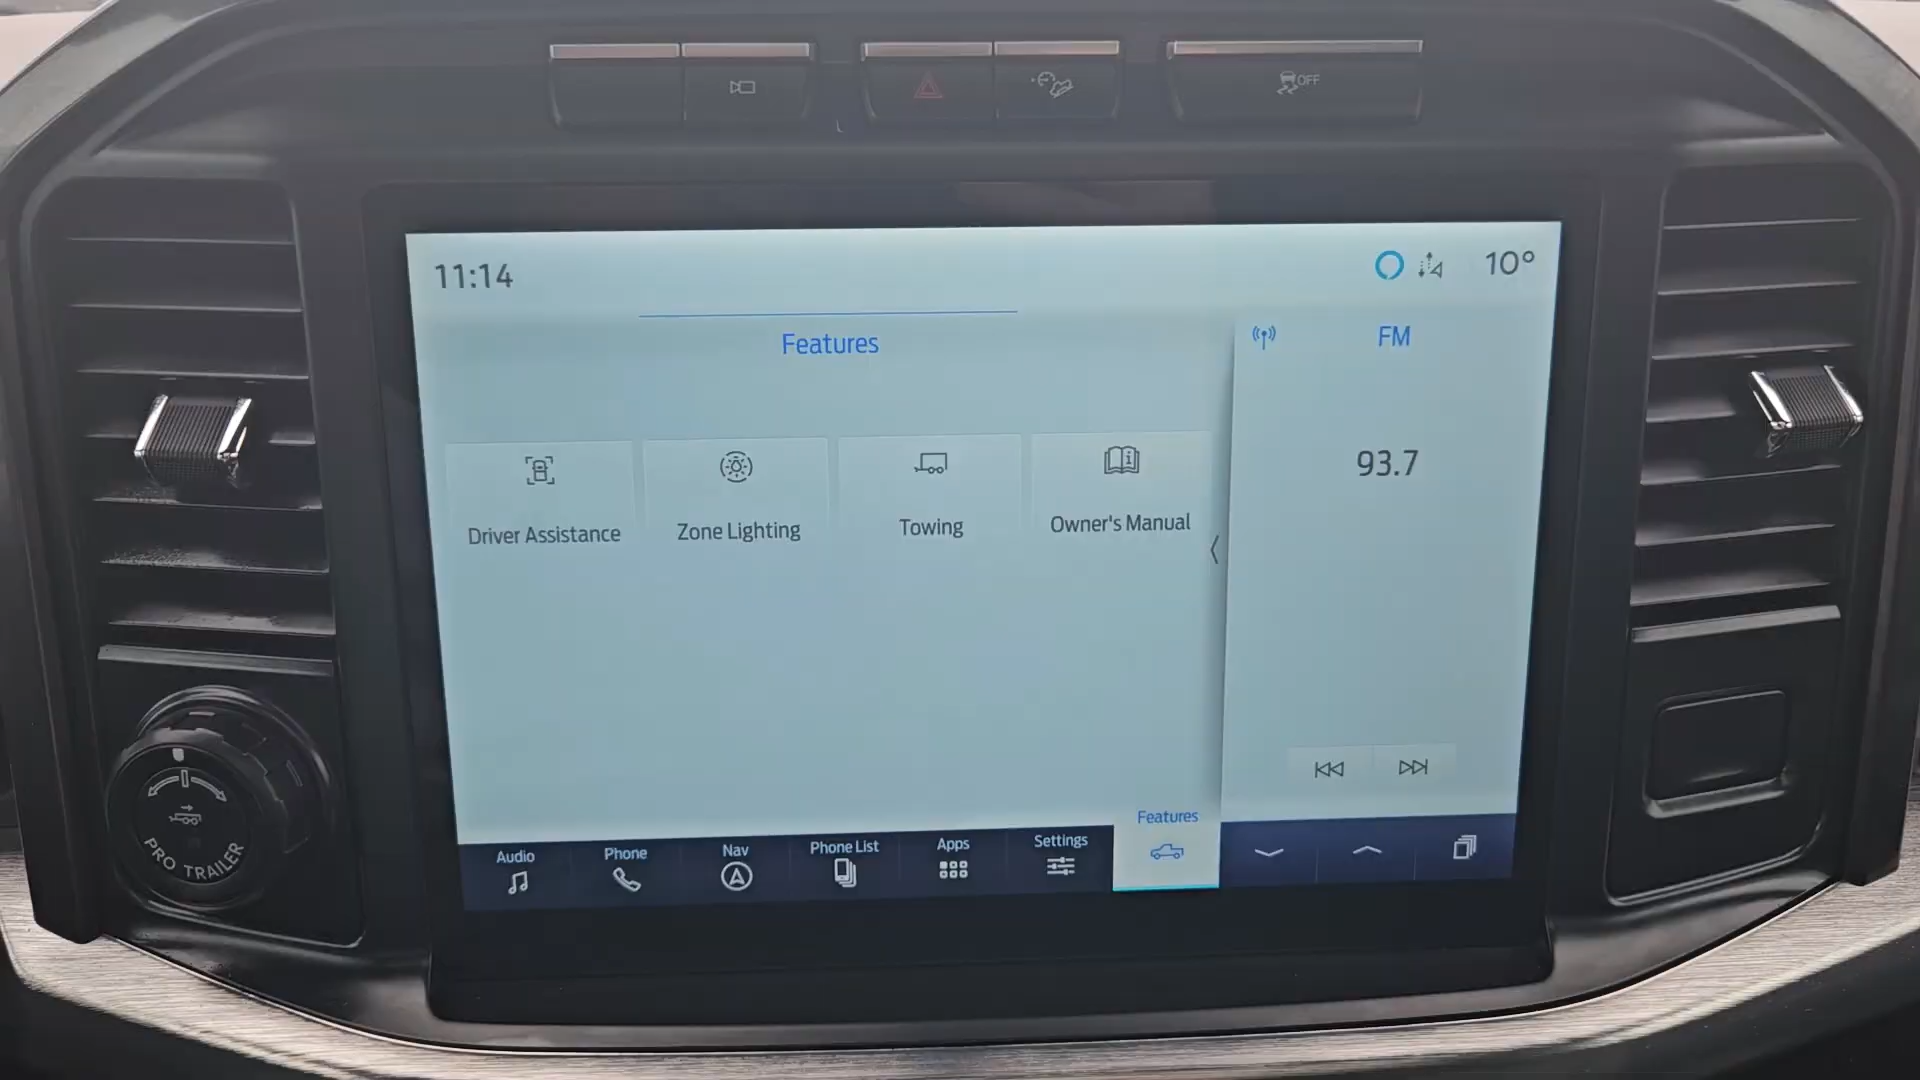 OFF
11:14
10°
Features
FM
93.7
Driver Assistance
Zone Lighting
Towing
Owner's Manual
Audio
Phone
Nav
Phone List
Apps
Settings
Features
PRO TRAILER